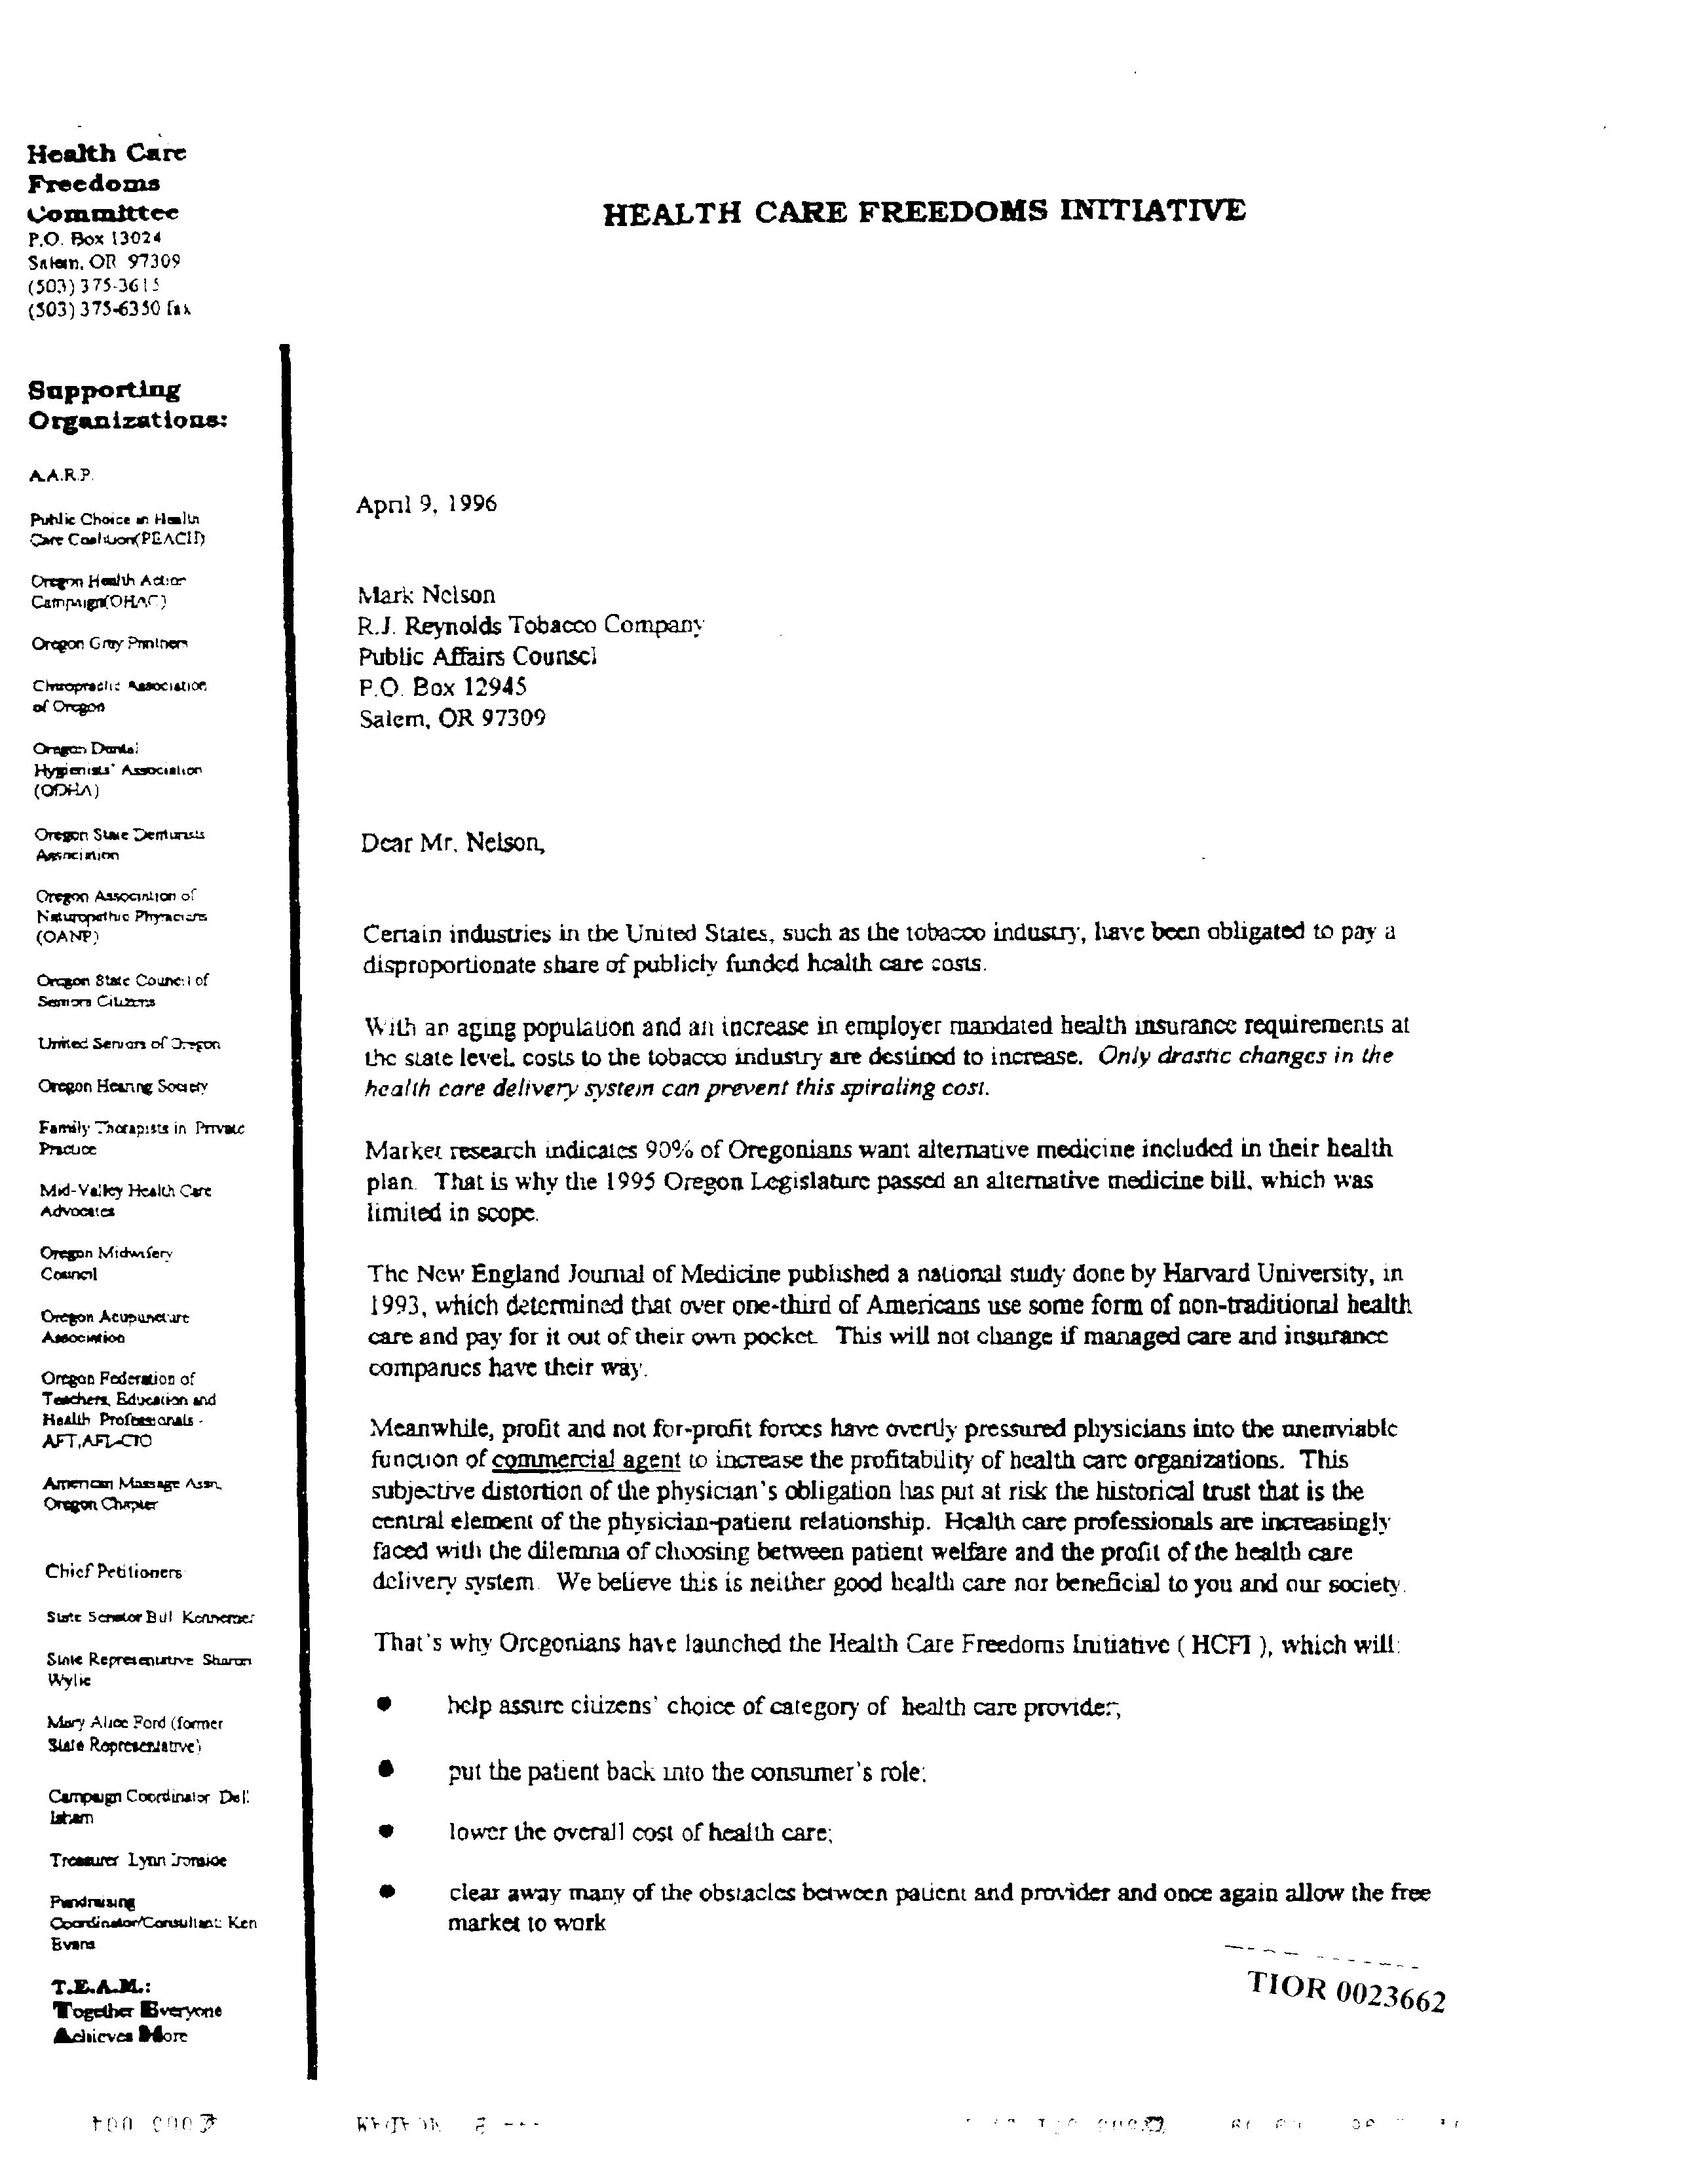 Health Care
Freedoms
Committee
P.O. Box 13024
Salem, OR 97309
(503) 375-3615
(503) 375-6350 fax
HEALTH CARE FREEDOMS INITIATIVE
Supporting
Organizations:
A.A.R.P.
Public Choice in Health
Care Coalition(PEACH)
Oregon Health Action
Campaign(OHAC)
Oregon Gray Panthers
Chiropractic Association
of Oregon
Oregon Dental
Hygienists' Association
(ODHA)
Oregon State Denturists
Association
Oregon Association of
Naturopathic Physicians
(OANP)
Oregon State Council of
Seniors Citizens
United Seniors of Oregon
Oregon Hearing Society
Family Therapists in Private
Practice
Mid-Valley Health Care
Advocates
Oregon Midwifery
Council
Oregon Acupuncture
Association
Oregon Federation of
Teachers, Education and
Health Professionals -
AFT,AFL-CIO
American Massage Assn.
Oregon Chapter
Chief Petitioners
State Senator Bill Kennemer
State Representative Sharon
Wylie
Mary Alice Ford (former
State Representative)
Campaign Coordinator Dell
Isham
Treasurer Lynn Ironside
Fundraising
Coordinator/Consultant: Ken
Evans
T.E.A.M.:
Together Everyone
Achieves More
April 9, 1996
Mark Nelson
R.J. Reynolds Tobacco Company
Public Affairs Counsel
P.O. Box 12945
Salem, OR 97309
Dear Mr. Nelson,
Certain industries in the United States, such as the tobacco industry, have been obligated to pay a
disproportionate share of publicly funded health care costs.
With an aging population and an increase in employer mandated health insurance requirements at
the state level, costs to the tobacco industry are destined to increase. Only drastic changes in the
health care delivery system can prevent this spiraling cost.
Market research indicates 90% of Oregonians want alternative medicine included in their health
plan. That is why the 1995 Oregon Legislature passed an alternative medicine bill, which was
limited in scope.
The New England Journal of Medicine published a national study done by Harvard University, in
1993, which determined that over one-third of Americans use some form of non-traditional health
care and pay for it out of their own pocket. This will not change if managed care and insurance
companies have their way.
Meanwhile, profit and not for-profit forces have overtly pressured physicians into the unenviable
function of commercial agent to increase the profitability of health care organizations. This
subjective distortion of the physician's obligation has put at risk the historical trust that is the
central element of the physician-patient relationship. Health care professionals are increasingly
faced with the dilemma of choosing between patient welfare and the profit of the health care
delivery system. We believe this is neither good health care nor beneficial to you and our society.
That's why Oregonians have launched the Health Care Freedoms Initiative ( HCFI ), which will:
● help assure citizens' choice of category of health care provider;
● put the patient back into the consumer's role;
● lower the overall cost of health care;
● clear away many of the obstacles between patient and provider and once again allow the free
market to work
TIOR 0023662